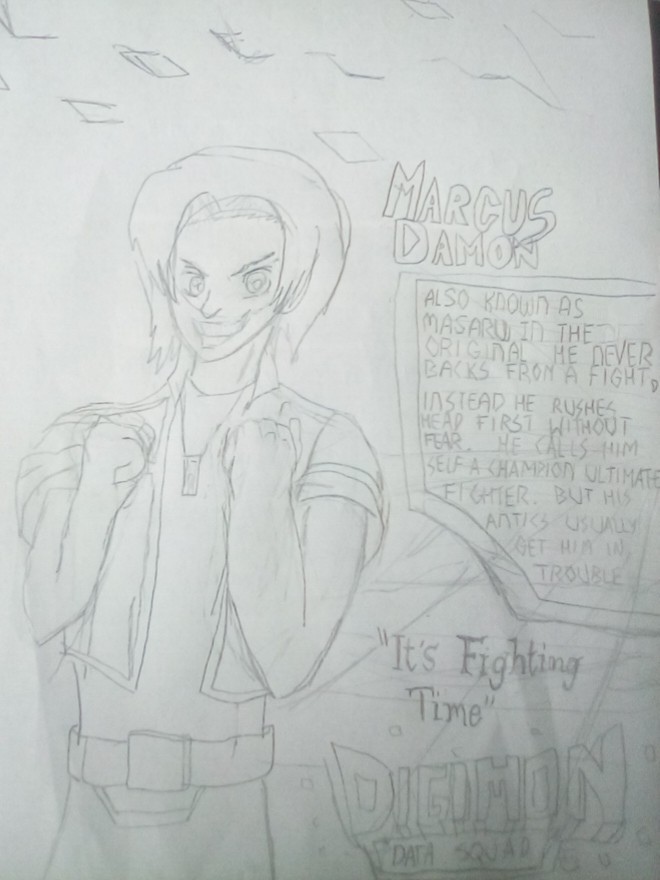 MARCUS
DAMON
ALSO KNOWN AS
MASARU IN THE
ORIGINAL HE NEVER
BACKS FROM A FIGHT,
INSTEAD HE RUSHES
HEAD FIRST WITHOUT
FEAR. HE CALLS HIM
SELF A CHAMPION ULTIMATE
FIGHTER. BUT HIS
ANTICS USUALLY
GET HIM IN
TROUBLE
"It's Fighting
Time"
DIGIMON
DATA SQUAD